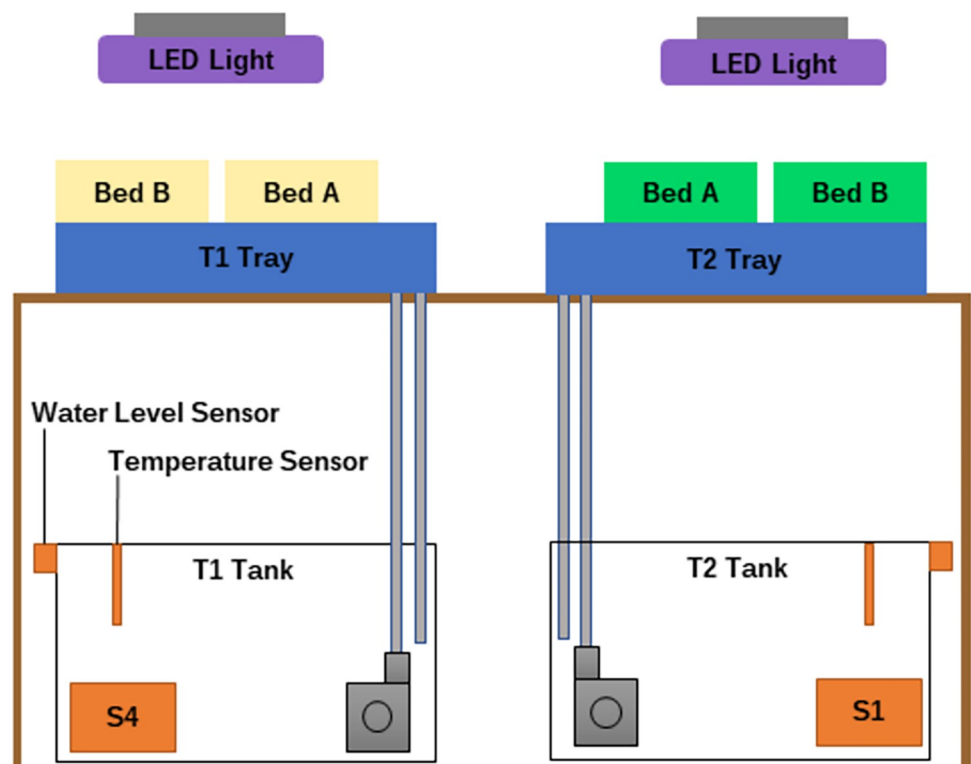 LED Light
LED Light
Bed B
Bed A
Bed A
Bed B
T1 Tray
T2 Tray
Water Level Sensor
Temperature Sensor
T1 Tank
T2 Tank
S4
S1